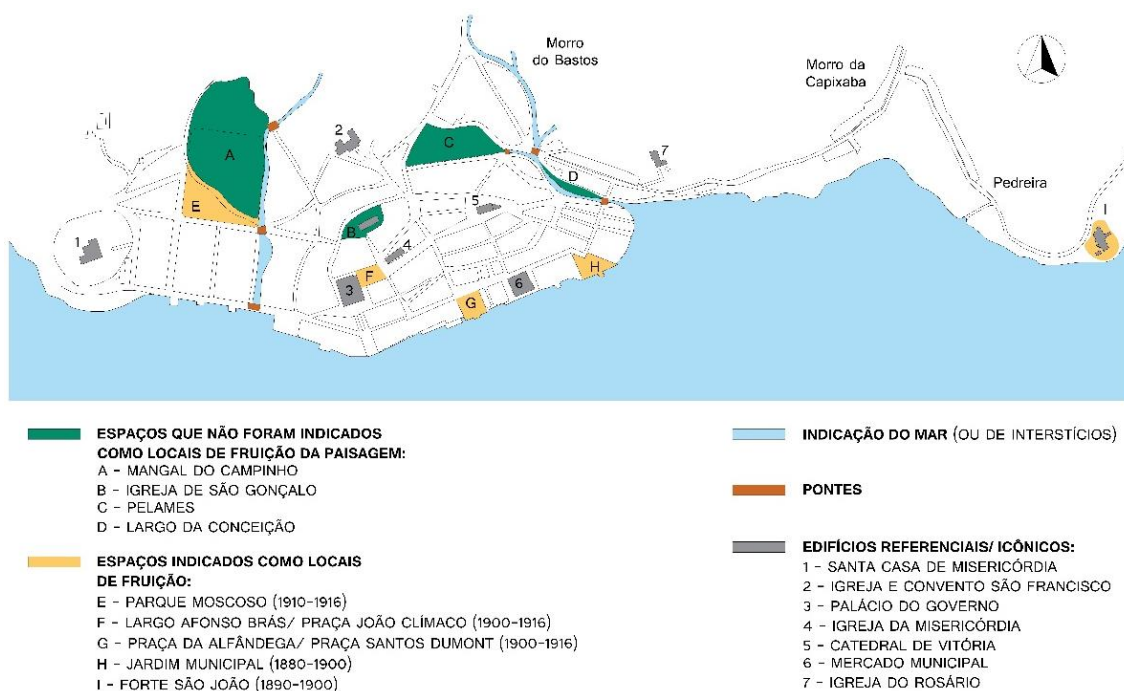 Morro
do Bastos
Morro da
Capixaba
2
7
C
A
D
Pedreira
E
5
I
1
B
4
F
H
3
6
G
ESPAÇOS QUE NÃO FORAM INDICADOS
COMO LOCAIS DE FRUIÇÃO DA PAISAGEM:
A - MANGAL DO CAMPINHO
B - IGREJA DE SÃO GONÇALO
C - PELAMES
D - LARGO DA CONCEIÇÃO
ESPAÇOS INDICADOS COMO LOCAIS
DE FRUIÇÃO:
E - PARQUE MOSCOSO (1910-1916)
F - LARGO AFONSO BRÁS/ PRAÇA JOÃO CLÍMACO (1900-1916)
G - PRAÇA DA ALFÂNDEGA/ PRAÇA SANTOS DUMONT (1900-1916)
H - JARDIM MUNICIPAL (1880-1900)
I - FORTE SÃO JOÃO (1890-1900)
INDICAÇÃO DO MAR (OU DE INTERSTÍCIOS)
PONTES
EDIFÍCIOS REFERENCIAIS/ ICÔNICOS:
1 - SANTA CASA DE MISERICÓRDIA
2 - IGREJA E CONVENTO SÃO FRANCISCO
3 - PALÁCIO DO GOVERNO
4 - IGREJA DA MISERICÓRDIA
5 - CATEDRAL DE VITÓRIA
6 - MERCADO MUNICIPAL
7 - IGREJA DO ROSÁRIO